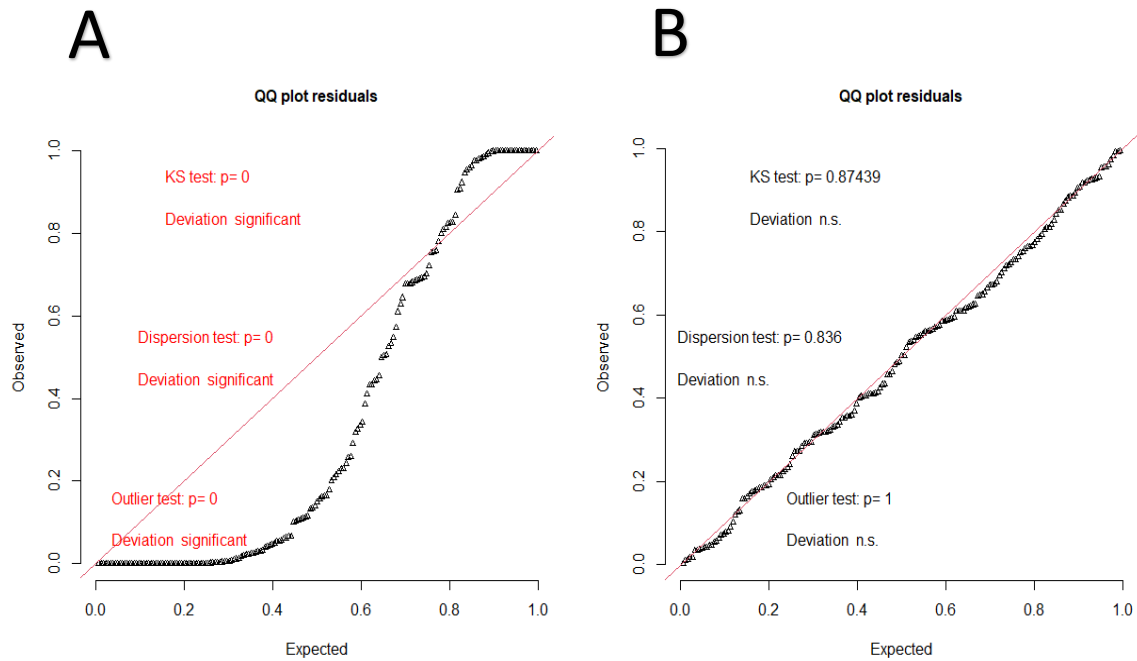 A
QQ plot residuals
KS test: p= 0
Deviation significant
Dispersion test: p= 0
Deviation significant
Outlier test: p= 0
Deviation significant
Observed
0.0 0.2 0.4 0.6 0.8 1.0
0.0 0.2 0.4 0.6 0.8 1.0
Expected
B
QQ plot residuals
KS test: p= 0.87439
Deviation n.s.
Dispersion test: p= 0.836
Deviation n.s.
Outlier test: p= 1
Deviation n.s.
Observed
0.0 0.2 0.4 0.6 0.8 1.0
0.0 0.2 0.4 0.6 0.8 1.0
Expected